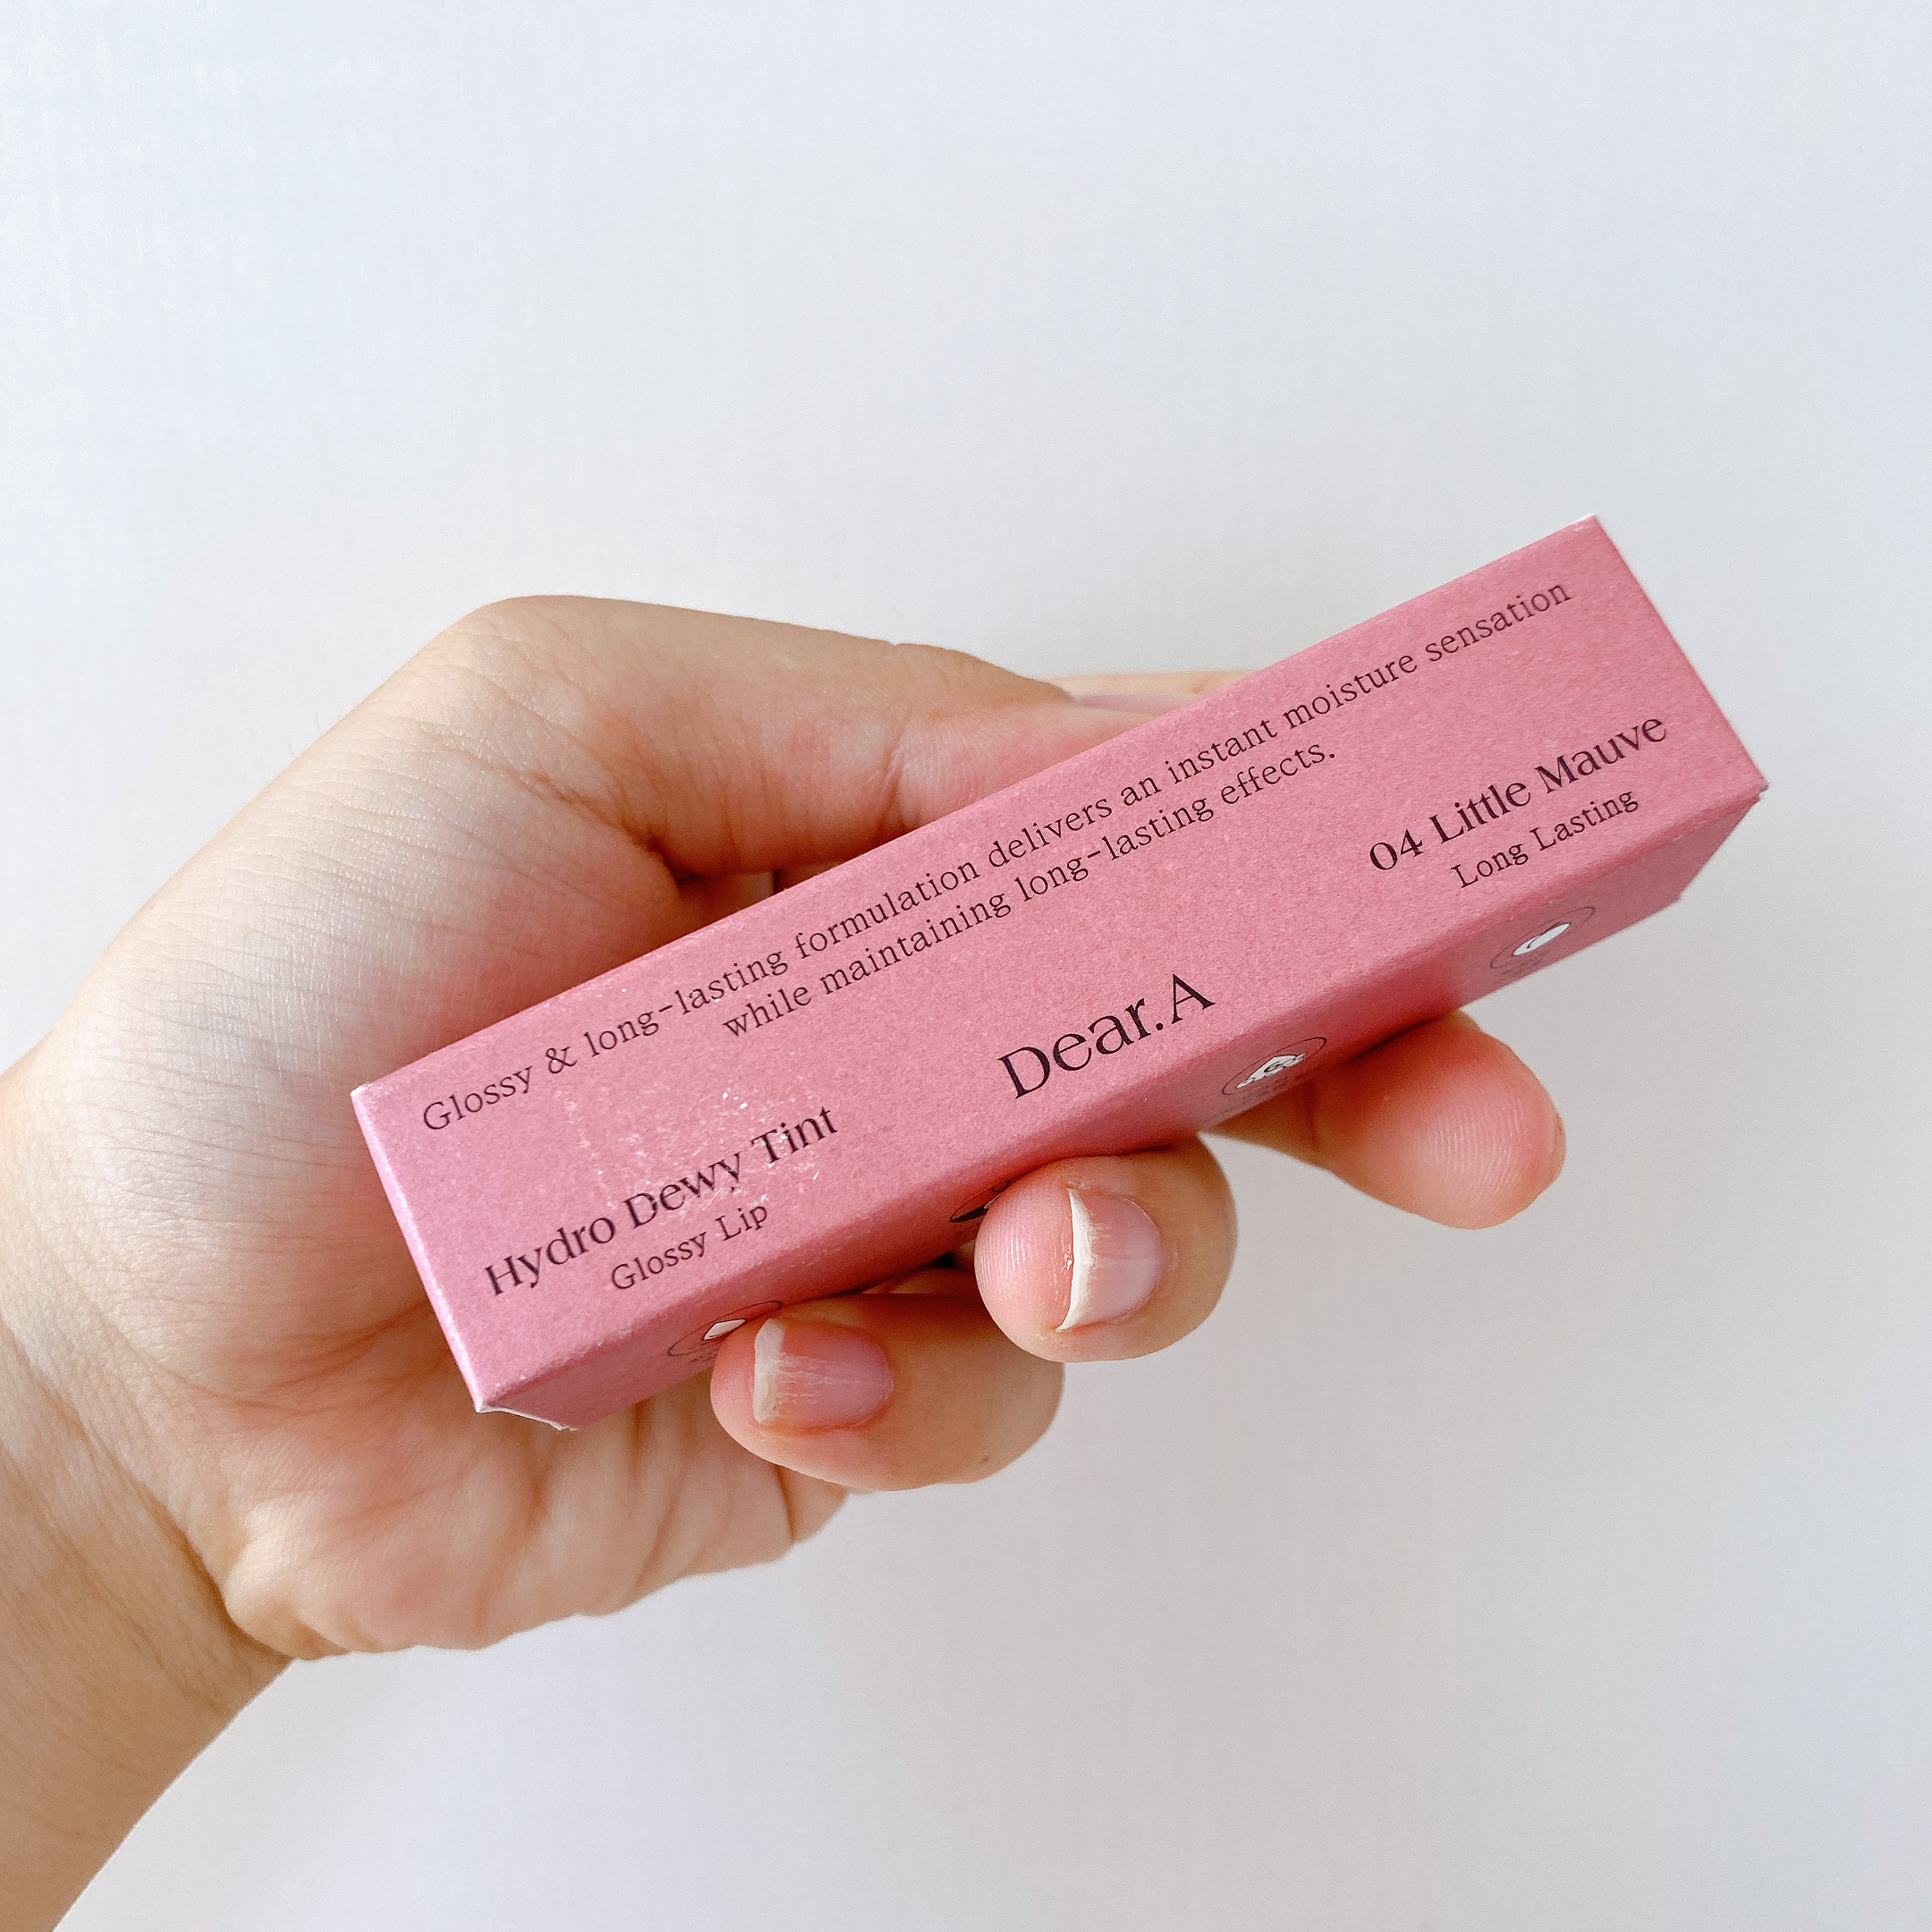 Glossy & long-lasting formulation delivers an instant moisture sensation
while maintaining long-lasting effects.
Hydro Dewy Tint
Glossy Lip
Dear.A
04 Little Mauve
Long Lasting